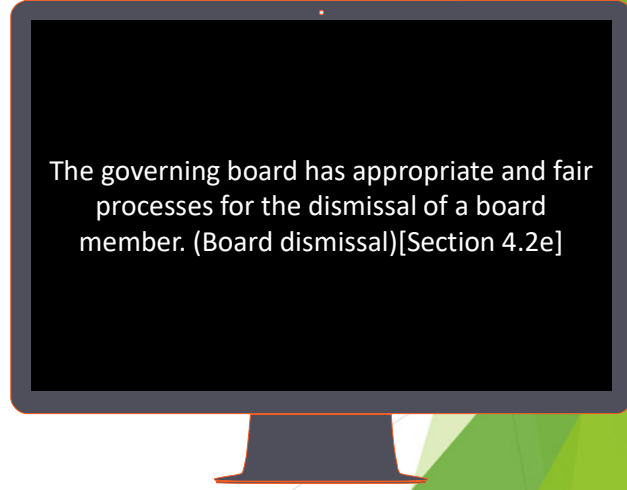 The governing board has appropriate and fair
processes for the dismissal of a board
member. (Board dismissal)[Section 4.2e]